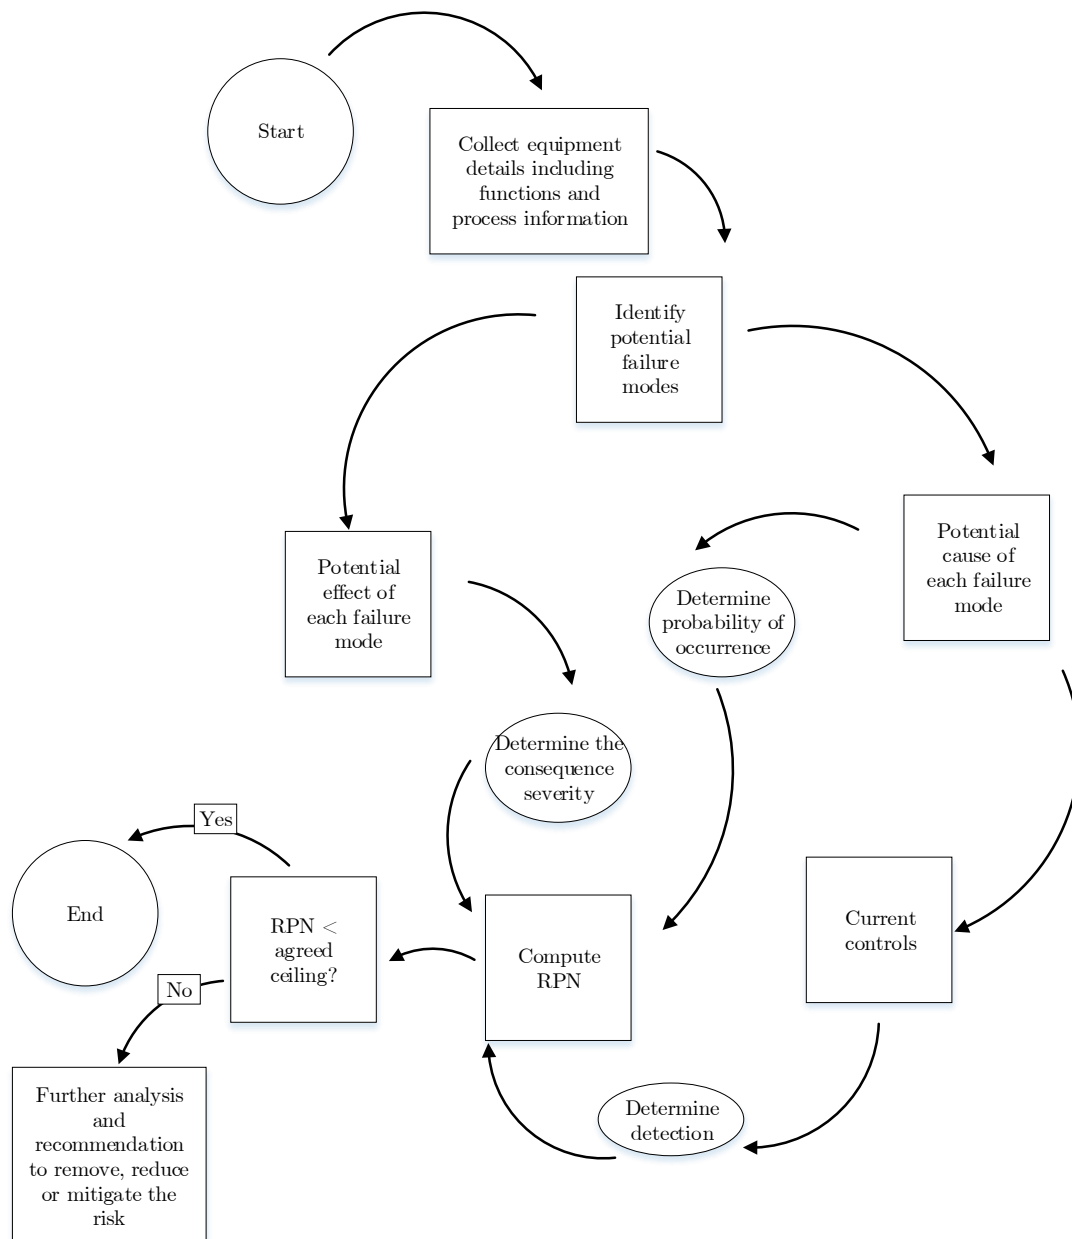 Start
Collect equipment
details including
functions and
process information
Identify
potential
failure
modes
Potential
effect of
each failure
mode
Potential
cause of
each failure
mode
Determine
probability of
occurrence
Determine the
consequence
severity
Yes
End
RPN <
agreed
ceiling?
Compute
RPN
Current
controls
No
Further analysis
and
recommendation
to remove, reduce
or mitigate the
risk
Determine
detection